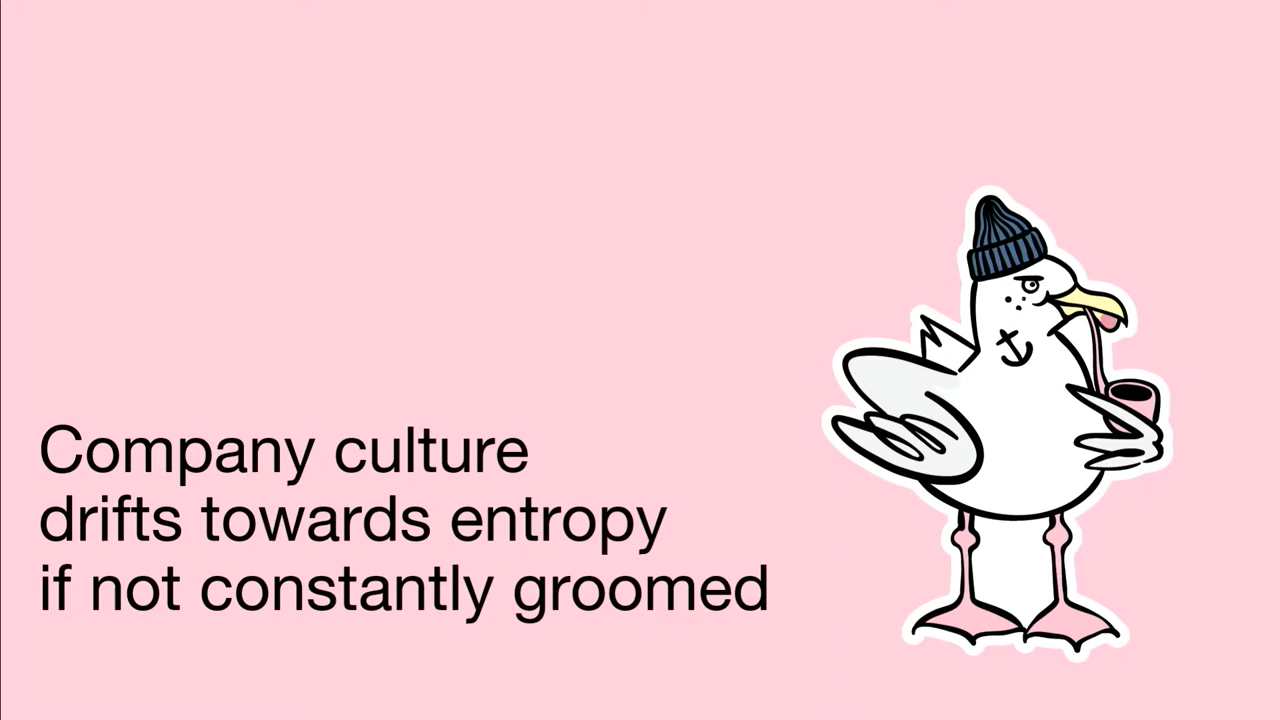 Company culture
drifts towards entropy
if not constantly groomed